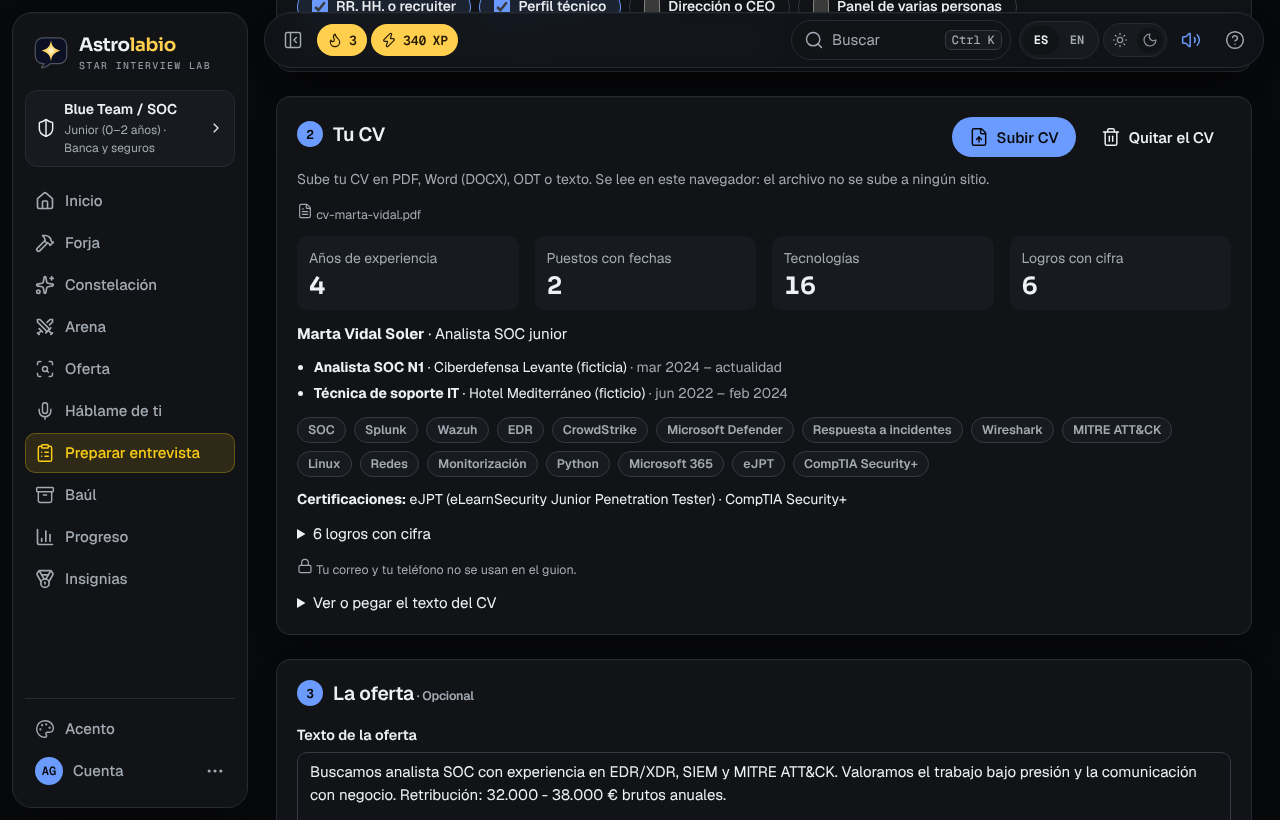 Astrolabio
STAR INTERVIEW LAB
Blue Team / SOC
Junior (0–2 años) ·
Banca y seguros
Inicio
Forja
Constelación
Arena
Oferta
Háblame de ti
Preparar entrevista
Baúl
Progreso
Insignias
Acento
AG Cuenta
RR. HH. o recruiter Perfil técnico Dirección o CEO Panel de varias personas
3 340 XP Buscar Ctrl K ES EN
2 Tu CV Subir CV Quitar el CV
Sube tu CV en PDF, Word (DOCX), ODT o texto. Se lee en este navegador: el archivo no se sube a ningún sitio.
cv-marta-vidal.pdf
Años de experiencia Puestos con fechas Tecnologías Logros con cifra
4 2 16 6
Marta Vidal Soler · Analista SOC junior
• Analista SOC N1 · Ciberdefensa Levante (ficticia) · mar 2024 – actualidad
• Técnica de soporte IT · Hotel Mediterráneo (ficticio) · jun 2022 – feb 2024
SOC Splunk Wazuh EDR CrowdStrike Microsoft Defender Respuesta a incidentes Wireshark MITRE ATT&CK
Linux Redes Monitorización Python Microsoft 365 eJPT CompTIA Security+
Certificaciones: eJPT (eLearnSecurity Junior Penetration Tester) · CompTIA Security+
6 logros con cifra
Tu correo y tu teléfono no se usan en el guion.
Ver o pegar el texto del CV
3 La oferta · Opcional
Texto de la oferta
Buscamos analista SOC con experiencia en EDR/XDR, SIEM y MITRE ATT&CK. Valoramos el trabajo bajo presión y la comunicación
con negocio. Retribución: 32.000 - 38.000 € brutos anuales.